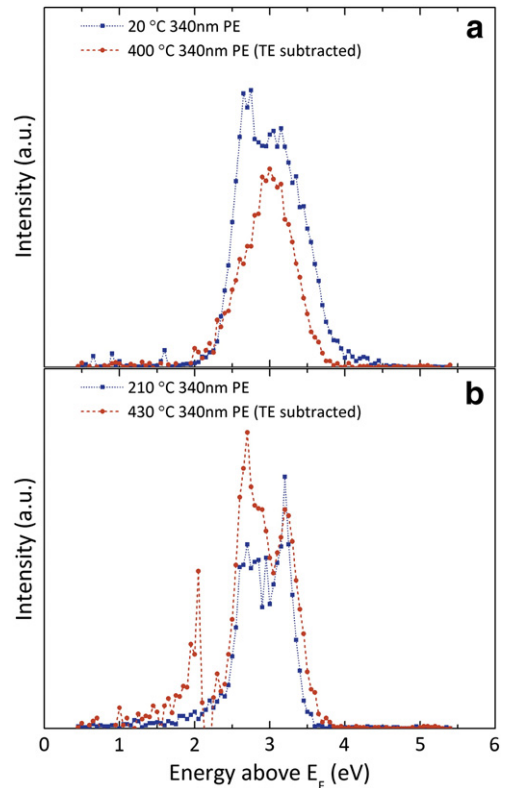 a
20 °C 340nm PE
400 °C 340nm PE (TE subtracted)
Intensity (a.u.)
b
210 °C 340nm PE
430 °C 340nm PE (TE subtracted)
Intensity (a.u.)
0 1 2 3 4 5 6
Energy above E_F (eV)